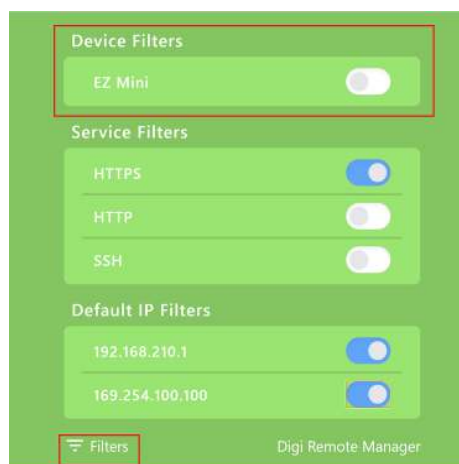 Device Filters
EZ Mini
Service Filters
HTTPS
HTTP
SSH
Default IP Filters
192.168.210.1
169.254.100.100
Filters Digi Remote Manager